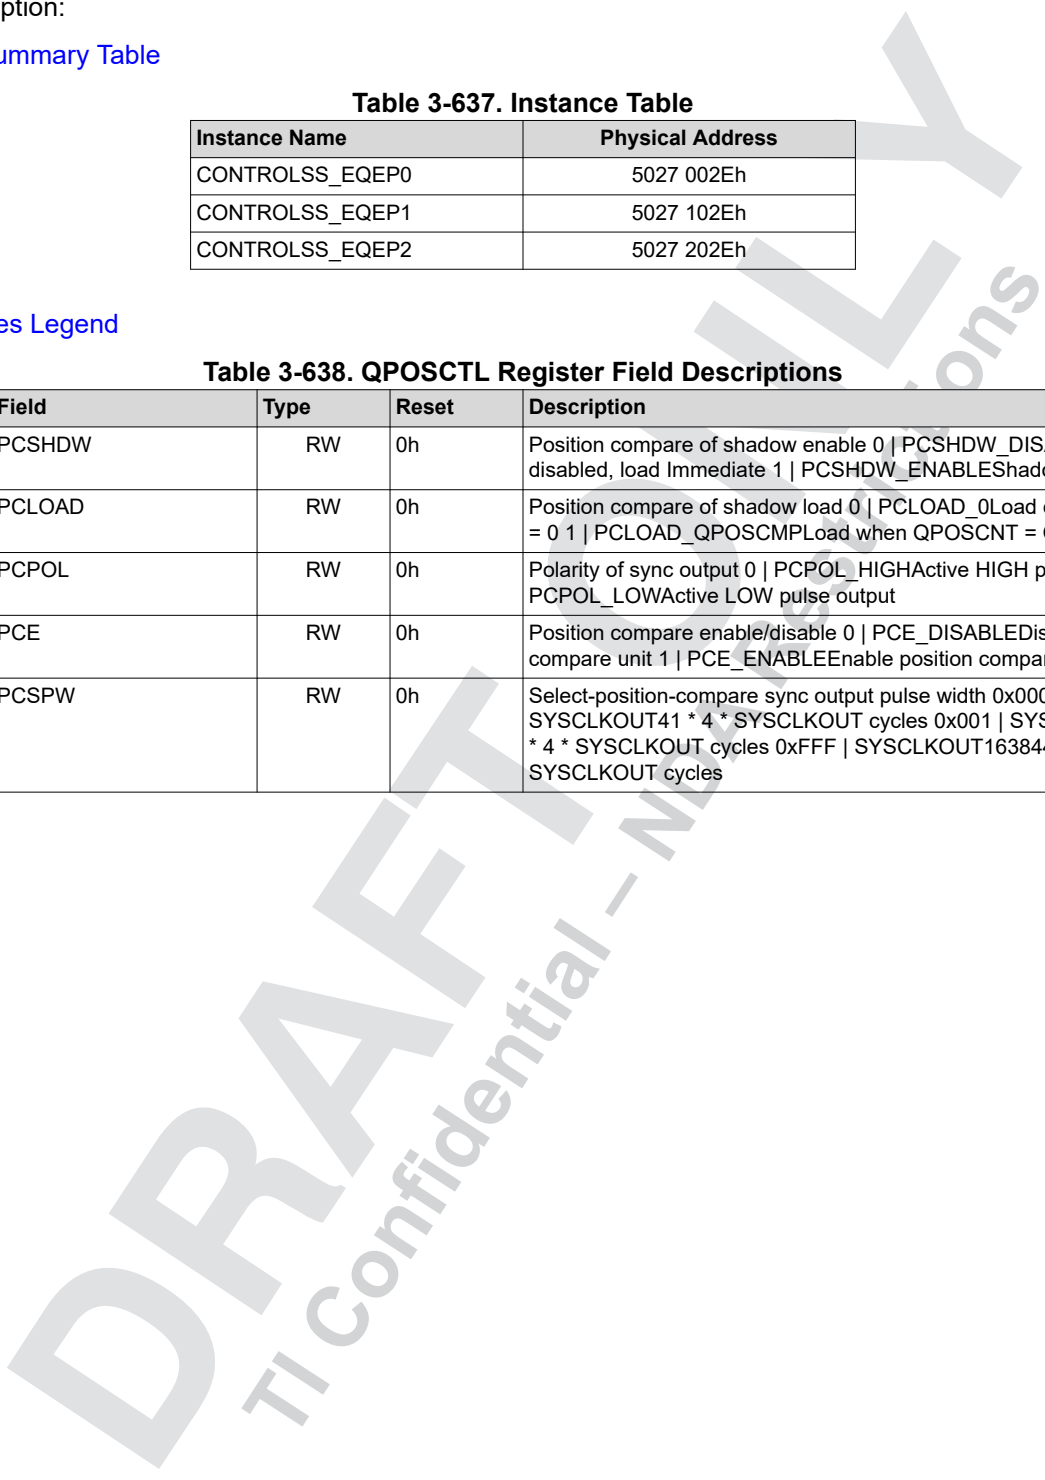 ption:
ummary Table
Table 3-637. Instance Table
Instance Name Physical Address
CONTROLSS_EQEP0 5027 002Eh
CONTROLSS_EQEP1 5027 102Eh
CONTROLSS_EQEP2 5027 202Eh
es Legend
Table 3-638. QPOSCTL Register Field Descriptions
Field Type Reset Description
PCSHDW RW 0h Position compare of shadow enable 0 | PCSHDW_DIS
disabled, load Immediate 1 | PCSHDW_ENABLEShad
PCLOAD RW 0h Position compare of shadow load 0 | PCLOAD_0Load
= 0 1 | PCLOAD_QPOSCMPLoad when QPOSCNT =
PCPOL RW 0h Polarity of sync output 0 | PCPOL_HIGHActive HIGH p
PCPOL_LOWActive LOW pulse output
PCE RW 0h Position compare enable/disable 0 | PCE_DISABLEDis
compare unit 1 | PCE_ENABLEEnable position compa
PCSPW RW 0h Select-position-compare sync output pulse width 0x000
SYSCLKOUT41 * 4 * SYSCLKOUT cycles 0x001 | SYS
* 4 * SYSCLKOUT cycles 0xFFF | SYSCLKOUT163844
SYSCLKOUT cycles
DRAFT ONLY
TI Confidential – NDA Restrictions